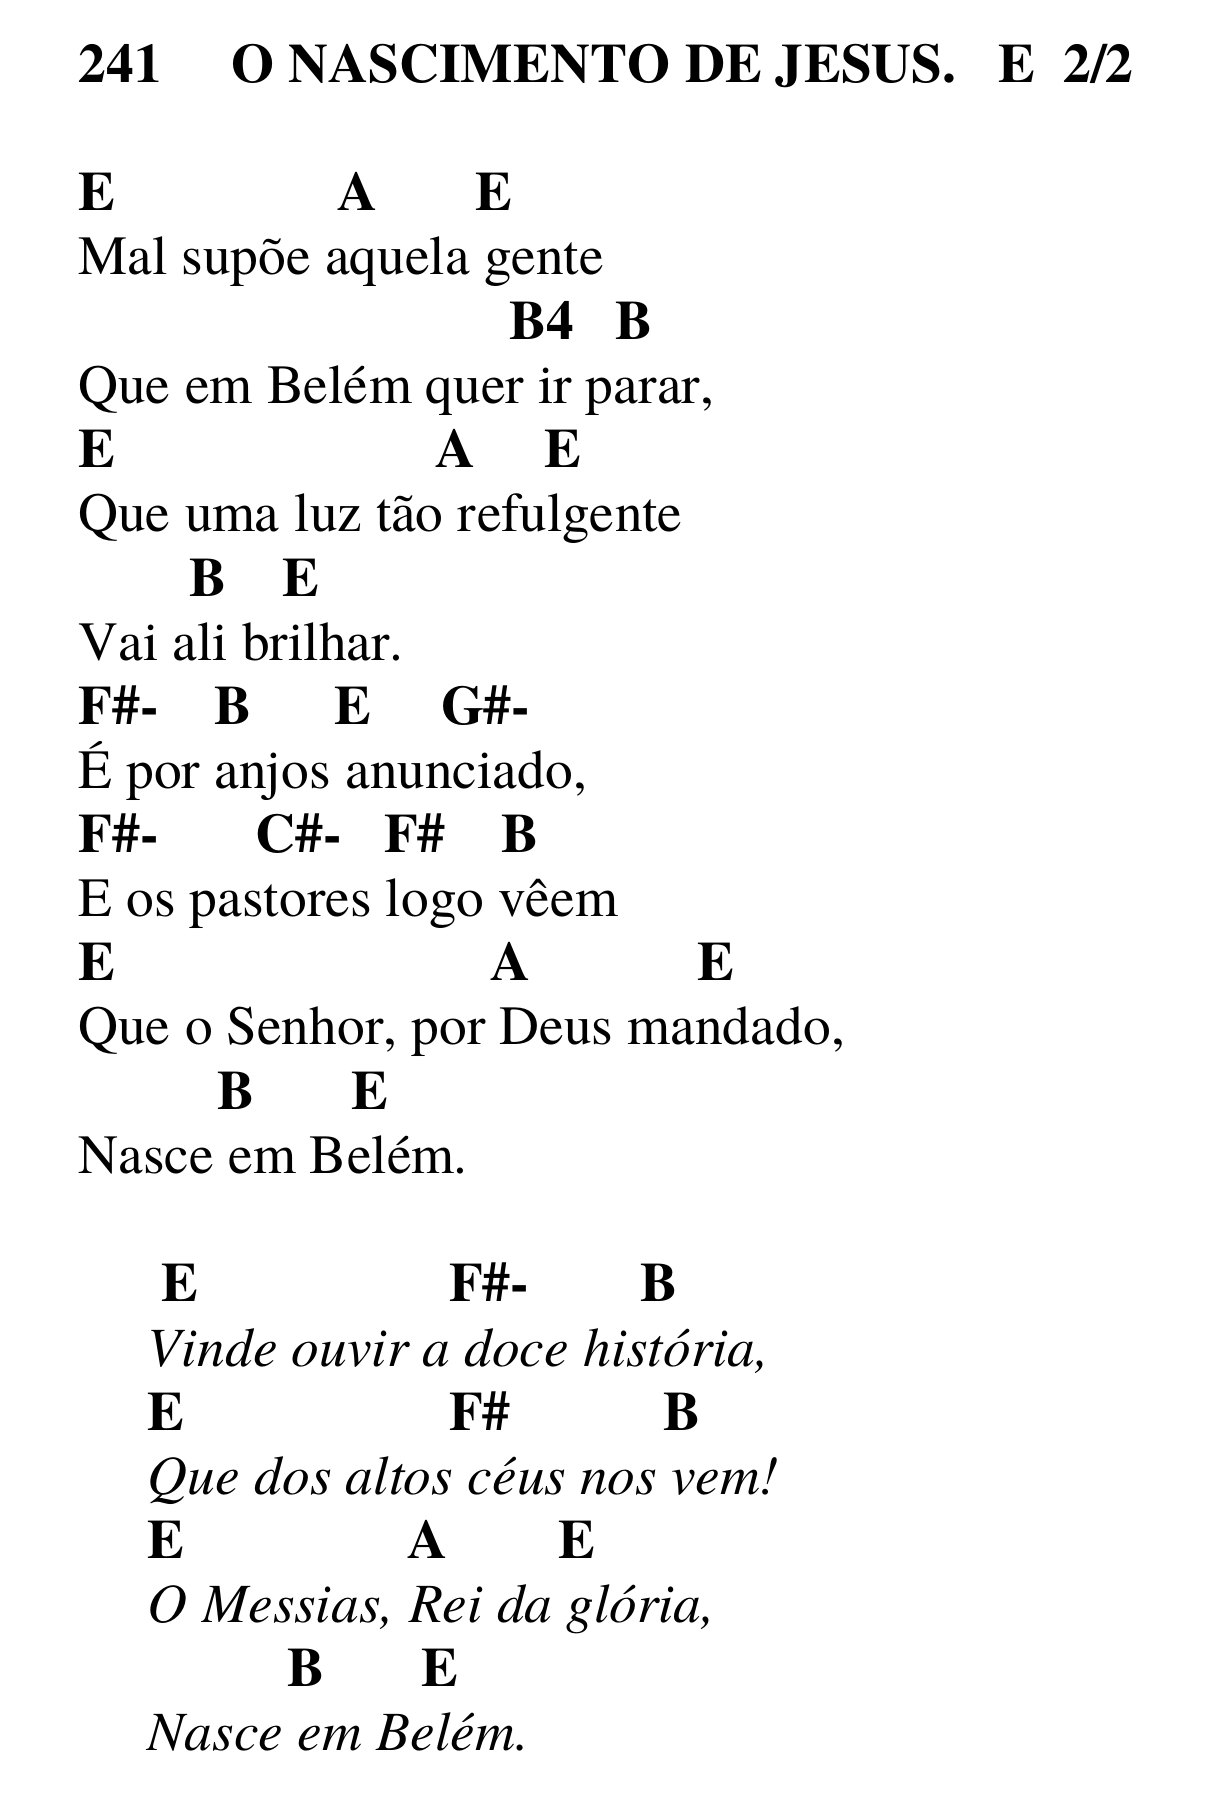 241 O NASCIMENTO DE JESUS. E 2/2
E A E
Mal supõe aquela gente
B4 B
Que em Belém quer ir parar,
E A E
Que uma luz tão refulgente
B E
Vai ali brilhar.
F#- B E G#-
É por anjos anunciado,
F#- C#- F# B
E os pastores logo vêem
E A E
Que o Senhor, por Deus mandado,
B E
Nasce em Belém.
E F#- B
Vinde ouvir a doce história,
E F# B
Que dos altos céus nos vem!
E A E
O Messias, Rei da glória,
B E
Nasce em Belém.